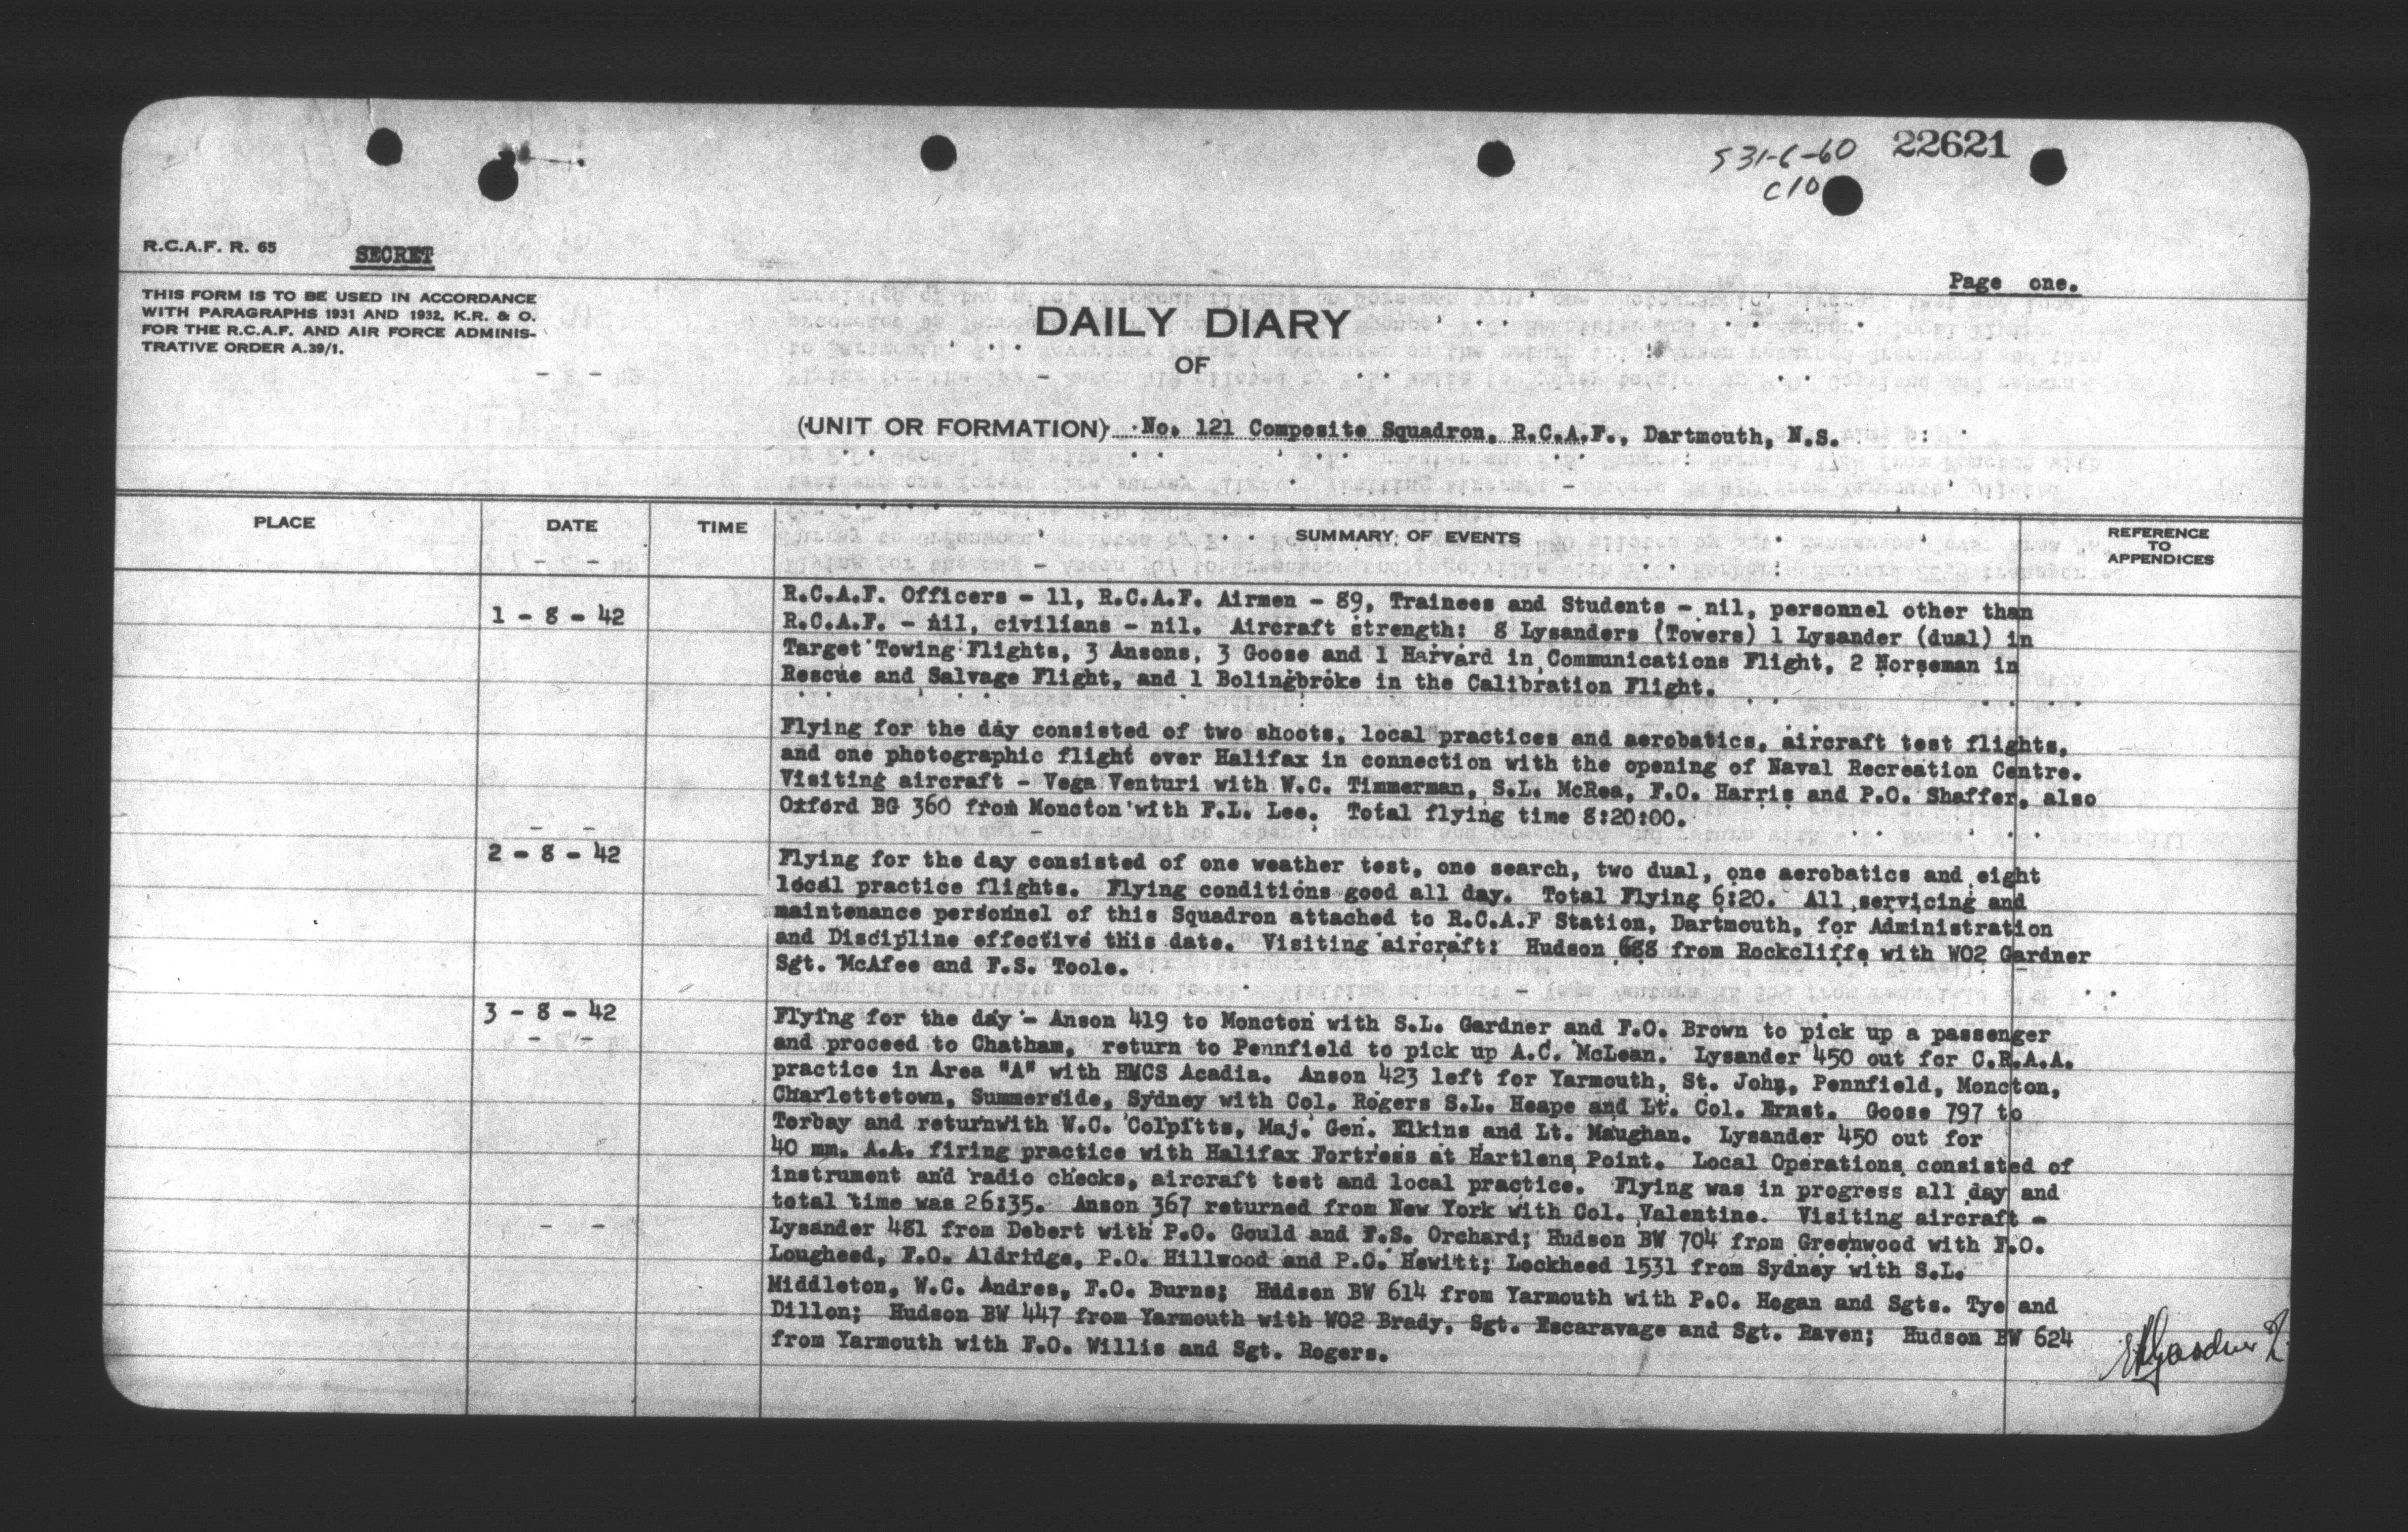 S31-6-60 22621
C10
R.C.A.F. R. 65 SECRET
Page one.
THIS FORM IS TO BE USED IN ACCORDANCE
WITH PARAGRAPHS 1931 AND 1932, K.R. & O.
FOR THE R.C.A.F. AND AIR FORCE ADMINIS-
TRATIVE ORDER A.39/1.
DAILY DIARY
OF
(UNIT OR FORMATION) No. 121 Composite Squadron, R.C.A.F., Dartmouth, N.S.
PLACE DATE TIME SUMMARY OF EVENTS REFERENCE TO APPENDICES
R.C.A.F. Officers - 11, R.C.A.F. Airmen - 89, Trainees and Students - nil, personnel other than
1 - 8 - 42 R.C.A.F. - nil, civilians - nil. Aircraft strength: 8 Lysanders (Towers) 1 Lysander (dual) in
Target Towing Flights, 3 Ansons, 3 Goose and 1 Harvard in Communications Flight, 2 Norseman in
Rescue and Salvage Flight, and 1 Bolingbroke in the Calibration Flight.
Flying for the day consisted of two shoots, local practices and aerobatics, aircraft test flights,
and one photographic flight over Halifax in connection with the opening of Naval Recreation Centre.
Visiting aircraft - Vega Venturi with W.C. Timmerman, S.L. McRea, F.O. Harris and P.O. Shaffer, also
Oxford BG 360 from Moncton with F.L. Lee. Total flying time 8:20:00.
2 - 8 - 42 Flying for the day consisted of one weather test, one search, two dual, one aerobatics and eight
local practice flights. Flying conditions good all day. Total Flying 6:20. All servicing and
maintenance personnel of this Squadron attached to R.C.A.F Station, Dartmouth, for Administration
and Discipline effective this date. Visiting aircraft: Hudson 688 from Rockcliffe with WO2 Gardner
Sgt. McAfee and F.S. Toole.
3 - 8 - 42 Flying for the day - Anson 419 to Moncton with S.L. Gardner and F.O. Brown to pick up a passenger
and proceed to Chatham, return to Pennfield to pick up A.C. McLean. Lysander 450 out for C.R.A.A.
practice in Area "A" with HMCS Acadia. Anson 423 left for Yarmouth, St. John, Pennfield, Moncton,
Charlottetown, Summerside, Sydney with Col. Rogers S.L. Heape and Lt. Col. Ernst. Goose 797 to
Torbay and returnwith W.C. Colpitts, Maj. Gen. Elkins and Lt. Maughan. Lysander 450 out for
40 mm. A.A. firing practice with Halifax Fortress at Hartlens Point. Local Operations consisted of
instrument and radio checks, aircraft test and local practice. Flying was in progress all day and
total time was 26:35. Anson 367 returned from New York with Col. Valentine. Visiting aircraft -
Lysander 481 from Debert with P.O. Gould and F.S. Orchard; Hudson BW 704 from Greenwood with F.O.
Lougheed, F.O. Aldridge, P.O. Hillwood and P.O. Hewitt; Lockheed 1531 from Sydney with S.L.
Middleton, W.C. Andres, F.O. Burns; Hudson BW 614 from Yarmouth with P.O. Hogan and Sgts. Tye and
Dillon; Hudson BW 447 from Yarmouth with WO2 Brady, Sgt. Escaravage and Sgt. Raven; Hudson BW 624
from Yarmouth with F.O. Willis and Sgt. Rogers.